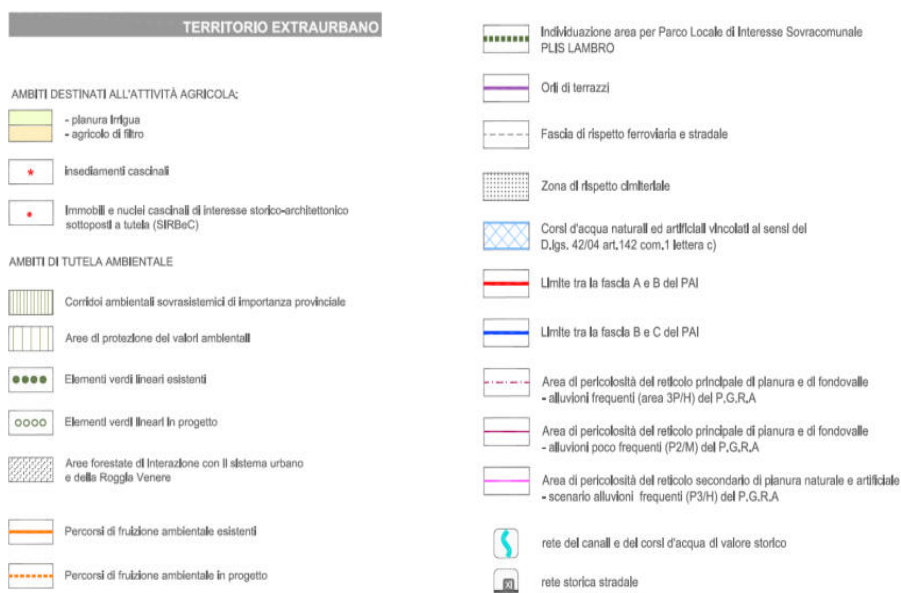 TERRITORIO EXTRAURBANO
AMBITI DESTINATI ALL'ATTIVITÀ AGRICOLA:
- planura irrigua
- agricolo di filtro
insediamenti cascinali
Immobili e nuclei cascinali di interesse storico-architettonico
sottoposti a tutela (SIRBeC)
AMBITI DI TUTELA AMBIENTALE
Corridoi ambientali sovrasistemici di importanza provinciale
Aree di protezione dei valori ambientali
Elementi verdi lineari esistenti
Elementi verdi lineari in progetto
Aree forestate di interazione con il sistema urbano
e della Roggia Venere
Percorsi di fruizione ambientale esistenti
Percorsi di fruizione ambientale in progetto
Individuazione area per Parco Locale di Interesse Sovracomunale
PLIS LAMBRO
Orli di terrazzi
Fascia di rispetto ferroviaria e stradale
Zona di rispetto cimiteriale
Corsi d'acqua naturali ed artificiali vincolati ai sensi del
D.lgs. 42/04 art.142 com.1 lettera c)
Limite tra la fascia A e B del PAI
Limite tra la fascia B e C del PAI
Area di pericolosità del reticolo principale di pianura e di fondovalle
- alluvioni frequenti (area 3P/H) del P.G.R.A
Area di pericolosità del reticolo principale di pianura e di fondovalle
- alluvioni poco frequenti (P2/M) del P.G.R.A
Area di pericolosità del reticolo secondario di pianura naturale e artificiale
- scenario alluvioni frequenti (P3/H) del P.G.R.A
rete dei canali e dei corsi d'acqua di valore storico
XI
rete storica stradale